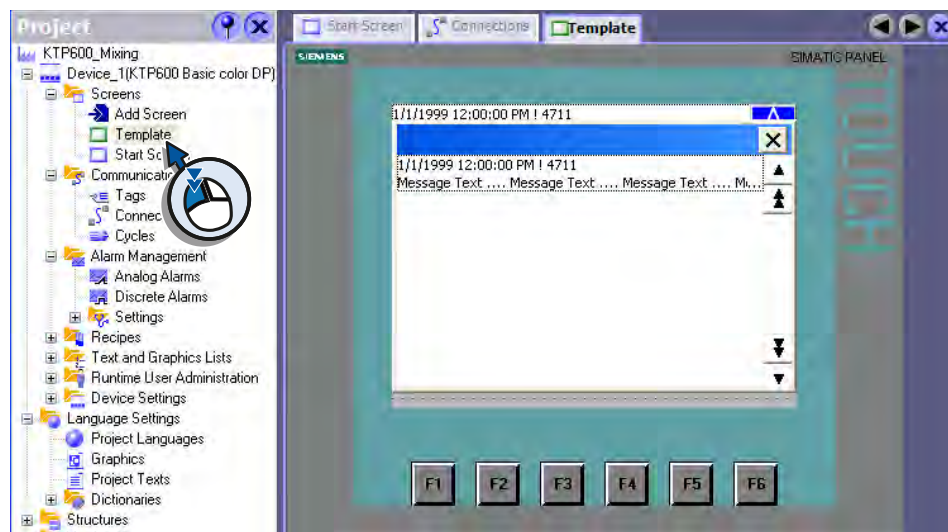 Project
KTP600_Mixing
Device_1(KTP600 Basic color DP)
Screens
Add Screen
Template
Start Sc
Communicati
Tags
Connec
Cycles
Alarm Management
Analog Alarms
Discrete Alarms
Settings
Recipes
Text and Graphics Lists
Runtime User Administration
Device Settings
Language Settings
Project Languages
Graphics
Project Texts
Dictionaries
Structures
Start Screen
Connections
Template
SIEMENS
SIMATIC PANEL
TOUCH
1/1/1999 12:00:00 PM ! 4711
1/1/1999 12:00:00 PM ! 4711
Message Text .... Message Text .... Message Text .... M...
F1 F2 F3 F4 F5 F6